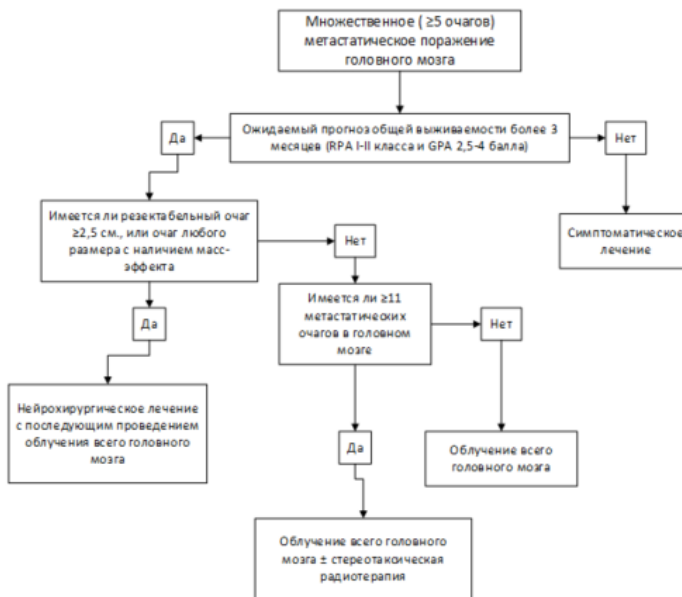 Множественное ( ≥5 очагов)
метастатическое поражение
головного мозга
Да
Ожидаемый прогноз общей выживаемости более 3
месяцев (RPA I-II класса и GPA 2,5-4 балла)
Нет
Имеется ли резектабельный очаг
≥2,5 см., или очаг любого
размера с наличием масс-
эффекта
Нет
Симптоматическое
лечение
Имеется ли ≥11
метастатических
очагов в головном
мозге
Да
Нет
Нейрохирургическое лечение
с последующим проведением
облучения всего головного
мозга
Да
Облучение всего
головного мозга
Облучение всего головного
мозга ± стереотаксическая
радиотерапия